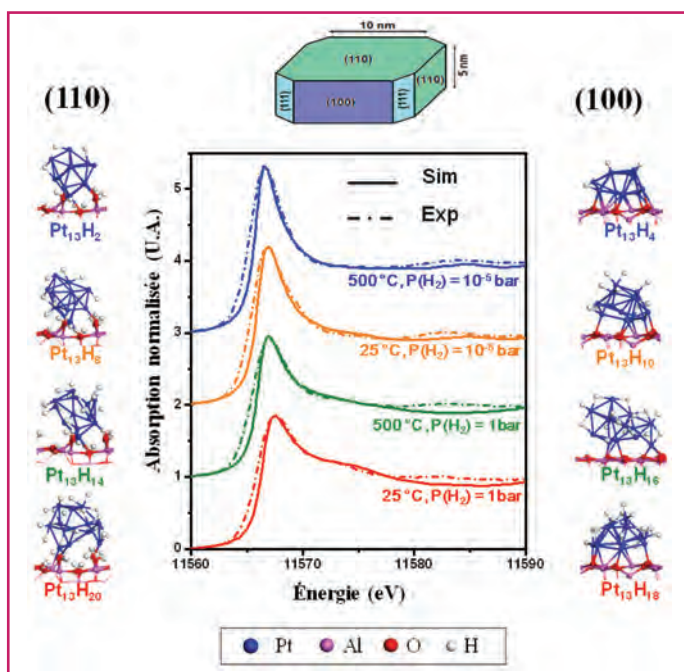 10 nm
5 nm
(110)
(110)
(111)
(100)
(111)
(110)
(100)
Pt₁₃H₂
Pt₁₃H₈
Pt₁₃H₁₄
Pt₁₃H₂₀
Absorption normalisée (U.A.)
5
4
3
2
1
0
Sim
Exp
500°C, P(H₂) = 10⁻⁵ bar
25°C, P(H₂) = 10⁻⁵ bar
500°C, P(H₂) = 1bar
25°C, P(H₂) = 1bar
11560
11570
11580
11590
Énergie (eV)
Pt₁₃H₄
Pt₁₃H₁₀
Pt₁₃H₁₆
Pt₁₃H₁₈
Pt
Al
O
H